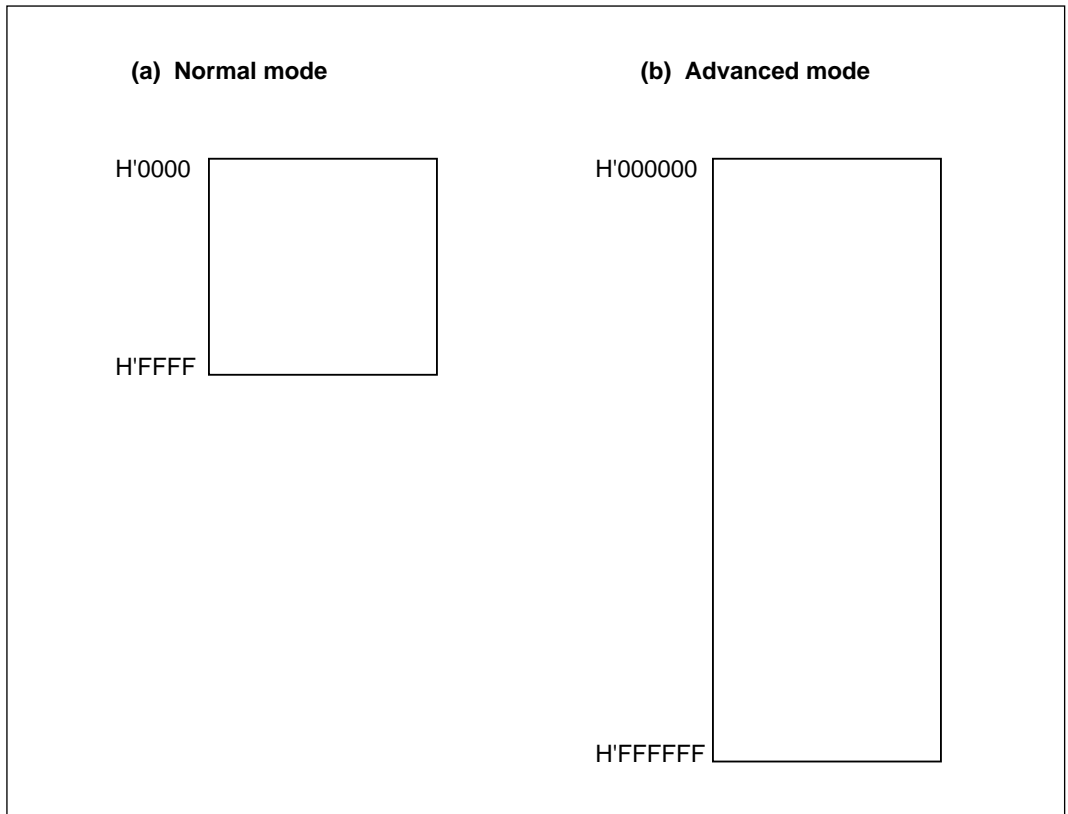 (a) Normal mode
H'0000
H'FFFF
(b) Advanced mode
H'000000
H'FFFFFF